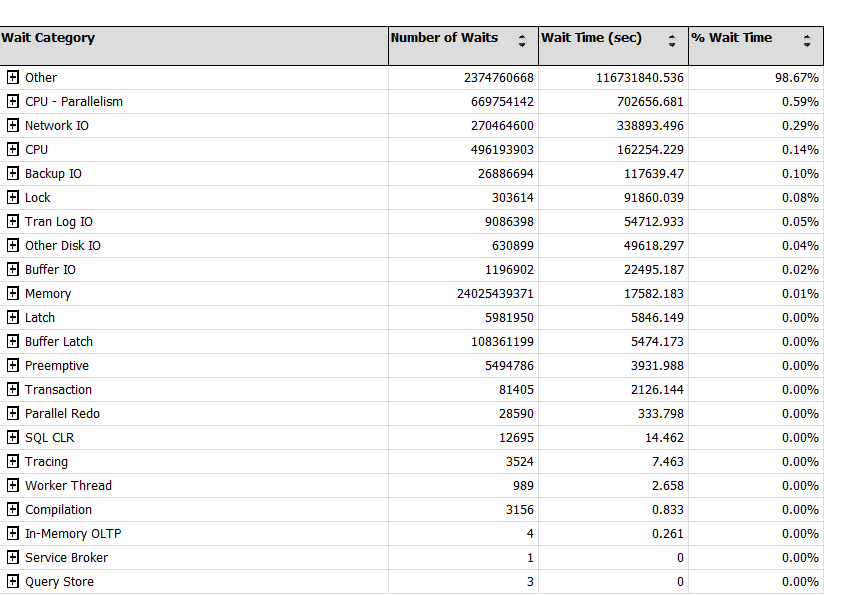 Wait Category Number of Waits Wait Time (sec) % Wait Time
Other 2374760668 116731840.536 98.67%
CPU - Parallelism 669754142 702656.681 0.59%
Network IO 270464600 338893.496 0.29%
CPU 496193903 162254.229 0.14%
Backup IO 26886694 117639.47 0.10%
Lock 303614 91860.039 0.08%
Tran Log IO 9086398 54712.933 0.05%
Other Disk IO 630899 49618.297 0.04%
Buffer IO 1196902 22495.187 0.02%
Memory 24025439371 17582.183 0.01%
Latch 5981950 5846.149 0.00%
Buffer Latch 108361199 5474.173 0.00%
Preemptive 5494786 3931.988 0.00%
Transaction 81405 2126.144 0.00%
Parallel Redo 28590 333.798 0.00%
SQL CLR 12695 14.462 0.00%
Tracing 3524 7.463 0.00%
Worker Thread 989 2.658 0.00%
Compilation 3156 0.833 0.00%
In-Memory OLTP 4 0.261 0.00%
Service Broker 1 0 0.00%
Query Store 3 0 0.00%